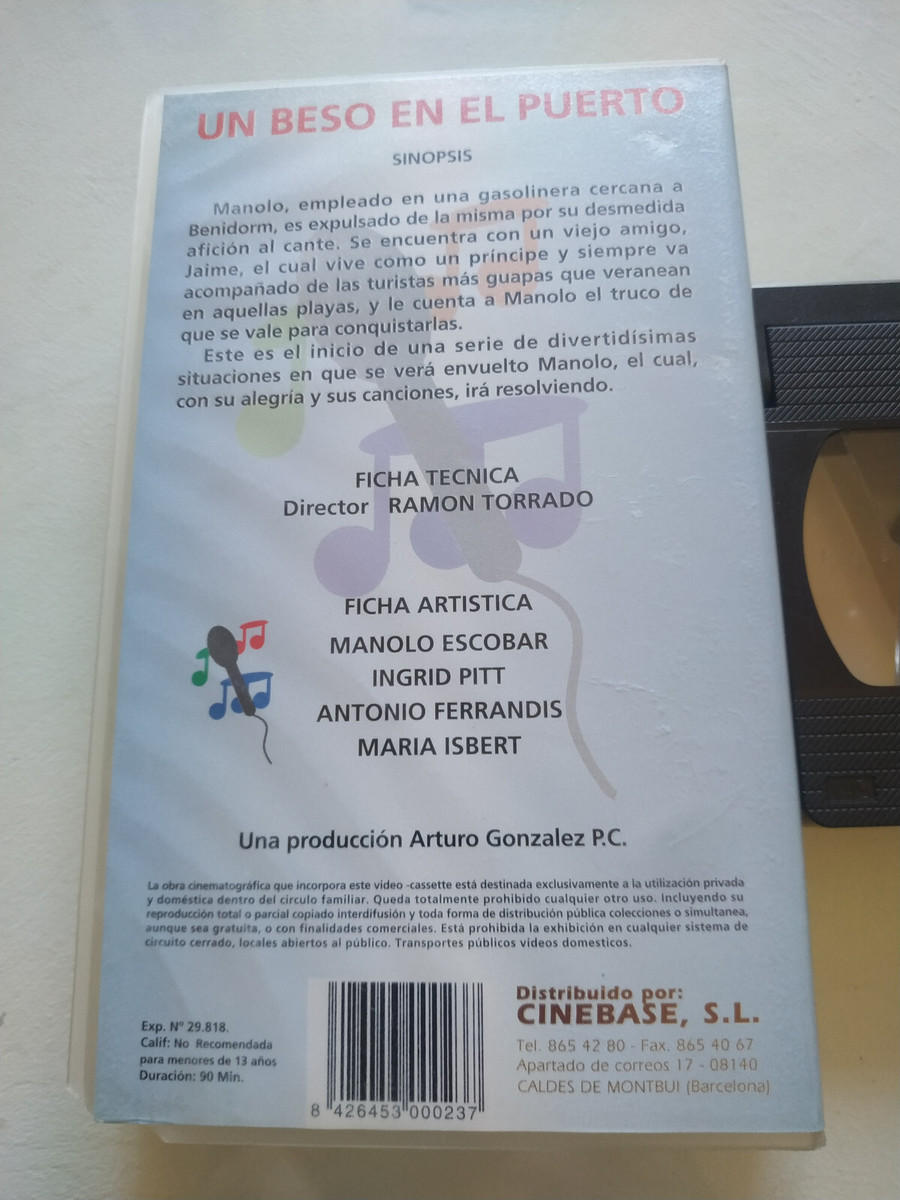 UN BESO EN EL PUERTO
SINOPSIS
Manolo, empleado en una gasolinera cercana a
Benidorm, es expulsado de la misma por su desmedida
afición al cante. Se encuentra con un viejo amigo,
Jaime, el cual vive como un príncipe y siempre va
acompañado de las turistas más guapas que veranean
en aquellas playas, y le cuenta a Manolo el truco de
que se vale para conquistarlas.
Este es el inicio de una serie de divertidísimas
situaciones en que se verá envuelto Manolo, el cual,
con su alegría y sus canciones, irá resolviendo.
FICHA TECNICA
Director RAMON TORRADO
FICHA ARTISTICA
MANOLO ESCOBAR
INGRID PITT
ANTONIO FERRANDIS
MARIA ISBERT
Una producción Arturo Gonzalez P.C.
La obra cinematográfica que incorpora este video -cassette está destinada exclusivamente a la utilización privada
y doméstica dentro del circulo familiar. Queda totalmente prohibido cualquier otro uso. Incluyendo su
reproducción total o parcial copiado interdifusión y toda forma de distribución pública colecciones o simultanea,
aunque sea gratuita, o con finalidades comerciales. Está prohibida la exhibición en cualquier sistema de
circuito cerrado, locales abiertos al público. Transportes públicos videos domesticos.
Exp. Nº 29.818.
Calif: No Recomendada
para menores de 13 años
Duración: 90 Min.
8 426453 000237
Distribuido por:
CINEBASE, S.L.
Tel. 865 42 80 - Fax. 865 40 67
Apartado de correos 17 - 08140
CALDES DE MONTBUI (Barcelona)